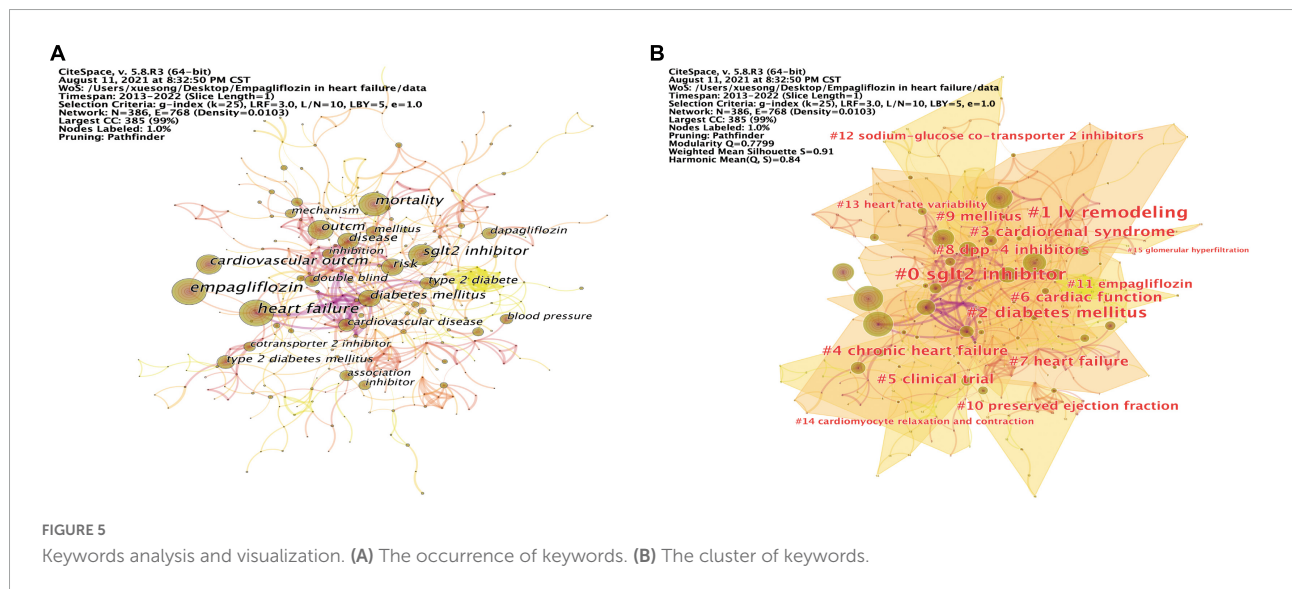 A
CiteSpace, v. 5.8.R3 (64-bit)
August 11, 2021 at 8:32:50 PM CST
WoS: /Users/xuesong/Desktop/Empagliflozin in heart failure/data
Timespan: 2013-2022 (Slice Length=1)
Selection Criteria: g-index (k=25), LRF=3.0, L/N=10, LBY=5, e=1.0
Network: N=386, E=768 (Density=0.0103)
Largest CC: 385 (99%)
Nodes Labeled: 1.0%
Pruning: Pathfinder
mortality
mechanism
outcm
mellitus
dapagliflozin
disease
inhibition
sglt2 inhibitor
cardiovascular outcm
risk
double blind
type 2 diabete
empagliflozin
diabetes mellitus
heart failure
blood pressure
cardiovascular disease
cotransporter 2 inhibitor
type 2 diabetes mellitus
association
inhibitor
B
CiteSpace, v. 5.8.R3 (64-bit)
August 11, 2021 at 8:32:50 PM CST
WoS: /Users/xuesong/Desktop/Empagliflozin in heart failure/data
Timespan: 2013-2022 (Slice Length=1)
Selection Criteria: g-index (k=25), LRF=3.0, L/N=10, LBY=5, e=1.0
Network: N=386, E=768 (Density=0.0103)
Largest CC: 385 (99%)
Nodes Labeled: 1.0%
Pruning: Pathfinder
Modularity Q=0.7799
Weighted Mean Silhouette S=0.91
Harmonic Mean(Q, S)=0.84
#12 sodium-glucose co-transporter 2 inhibitors
#13 heart rate variability
#9 mellitus
#1 lv remodeling
#3 cardiorenal syndrome
#8 dpp-4 inhibitors
#15 glomerular hyperfiltration
#0 sglt2 inhibitor
#11 empagliflozin
#6 cardiac function
#2 diabetes mellitus
#4 chronic heart failure
#7 heart failure
#5 clinical trial
#10 preserved ejection fraction
#14 cardiomyocyte relaxation and contraction
FIGURE 5
Keywords analysis and visualization. (A) The occurrence of keywords. (B) The cluster of keywords.